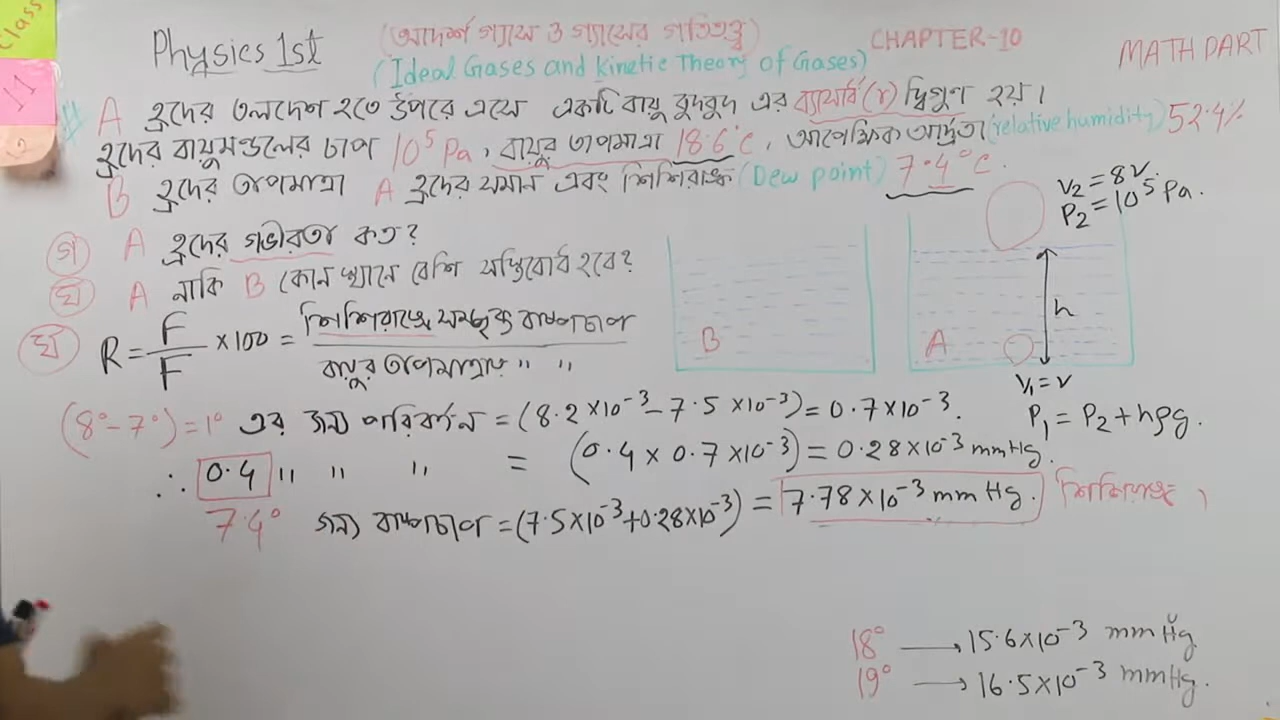 Class
11
Physics 1st
(আদর্শ গ্যাস ও গ্যাসের গতিতত্ত্ব)
CHAPTER-10
MATH PART
(Ideal Gases and Kinetic Theory of Gases)
# A হ্রদের তলদেশ হতে উপরে এসে একটি বায়ু বুদবুদ এর ব্যাসার্ধ (r) দ্বিগুণ হয়।
হ্রদের বায়ুমন্ডলের চাপ 10⁵ Pa, বায়ুর তাপমাত্রা 18.6°C, আপেক্ষিক আর্দ্রতা (relative humidity) 52.4%
B হ্রদের তাপমাত্রা A হ্রদের সমান এবং শিশিরাঙ্ক (Dew point) 7.4°C.
V₂ = 8V.
P₂ = 10⁵ Pa.
গ A হ্রদের গভীরতা কত?
ঘ A নাকি B কোন স্থানে বেশি স্বস্তিবোধ হবে?
h
B
A
V₁ = V
P₁ = P₂ + hρg.
ঘ R = f/F × 100 = শিশিরাঙ্কে সম্পৃক্ত বাষ্পচাপ / বায়ুর তাপমাত্রায় " "
(8° - 7°) = 1° এর জন্য পরিবর্তন = (8.2 × 10⁻³ - 7.5 × 10⁻³) = 0.7 × 10⁻³.
∴ 0.4 " " " = (0.4 × 0.7 × 10⁻³) = 0.28 × 10⁻³ mmHg.
7.4° জন্য বাষ্পচাপ = (7.5 × 10⁻³ + 0.28 × 10⁻³) = 7.78 × 10⁻³ mm Hg. শিশিরাঙ্ক,
18° → 15.6 × 10⁻³ mm Hg
19° → 16.5 × 10⁻³ mmHg.